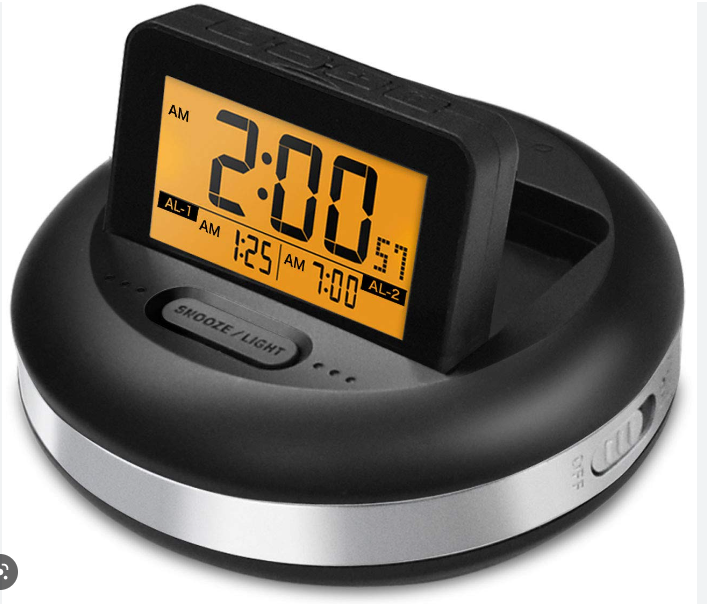 AM
2:00
57
AL-1
AM 1:25
AM 7:00
AL-2
SNOOZE/LIGHT
OFF